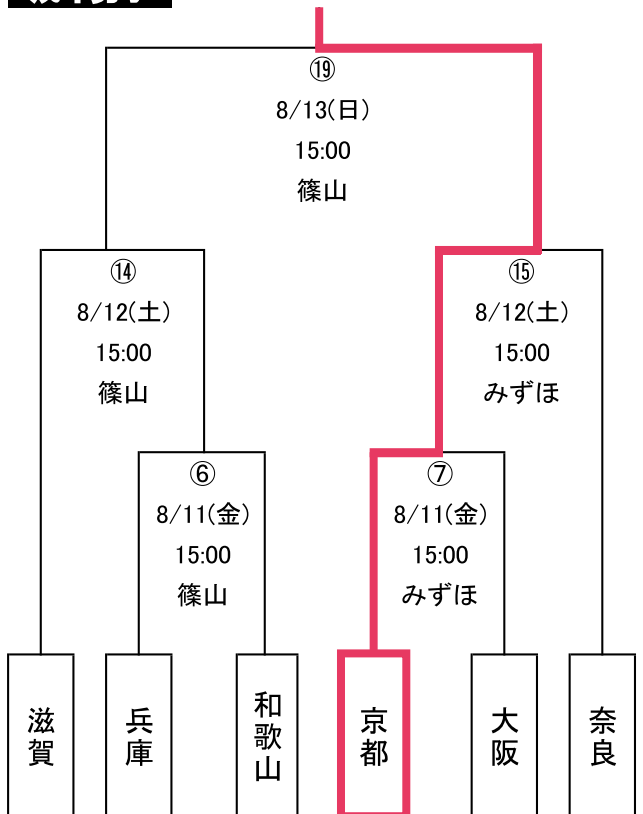 ⑲
8/13(日)
15:00
篠山
⑭
8/12(土)
15:00
篠山
⑮
8/12(土)
15:00
みずほ
⑥
8/11(金)
15:00
篠山
⑦
8/11(金)
15:00
みずほ
滋賀
兵庫
和歌山
京都
大阪
奈良